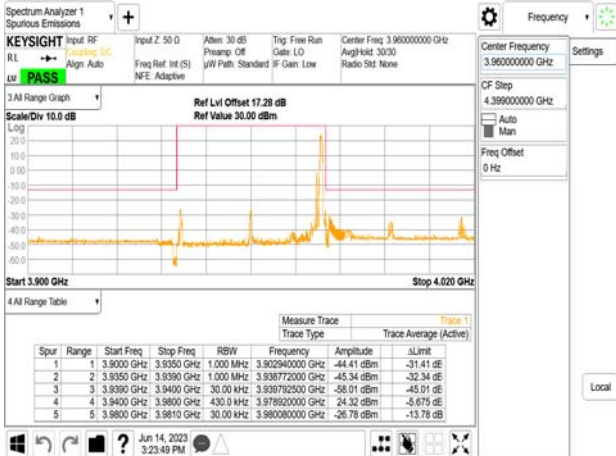 Spectrum Analyzer 1
Spurious Emissions
Frequency
KEYSIGHT
Input: RF
Coupling: DC
Align: Auto
Input Z: 50 Ω
Freq Ref: Int (S)
NFE: Adaptive
Atten: 30 dB
Preamp: Off
µW Path: Standard
Trig: Free Run
Gate: LO
IF Gain: Low
Center Freq: 3.960000000 GHz
Avg|Hold: 30/30
Radio Std: None
RL
LV
PASS
Center Frequency
3.960000000 GHz
Settings
CF Step
4.399000000 GHz
Auto
Man
Freq Offset
0 Hz
Local
3 All Range Graph
Scale/Div 10.0 dB
Ref Lvl Offset 17.28 dB
Ref Value 30.00 dBm
Log
20.0
10.0
0.00
-10.0
-20.0
-30.0
-40.0
-50.0
-60.0
Start 3.900 GHz
Stop 4.020 GHz
4 All Range Table
Measure Trace Trace 1
Trace Type Trace Average (Active)
Spur Range Start Freq Stop Freq RBW Frequency Amplitude ΔLimit
1 1 3.9000 GHz 3.9350 GHz 1.000 MHz 3.902940000 GHz -44.41 dBm -31.41 dB
2 2 3.9350 GHz 3.9390 GHz 1.000 MHz 3.938772000 GHz -45.34 dBm -32.34 dB
3 3 3.9390 GHz 3.9400 GHz 30.00 kHz 3.939792500 GHz -58.01 dBm -45.01 dB
4 4 3.9400 GHz 3.9800 GHz 430.0 kHz 3.978920000 GHz 24.32 dBm -5.675 dB
5 5 3.9800 GHz 3.9810 GHz 30.00 kHz 3.980080000 GHz -26.78 dBm -13.78 dB
Jun 14, 2023
3:23:49 PM